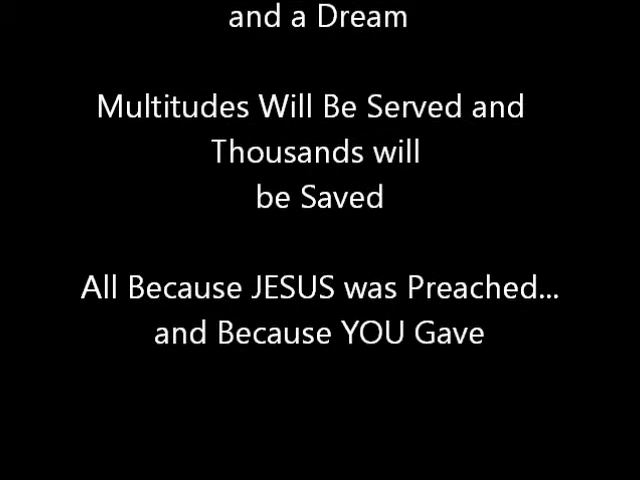 and a Dream
Multitudes Will Be Served and
Thousands will
be Saved
All Because JESUS was Preached...
and Because YOU Gave